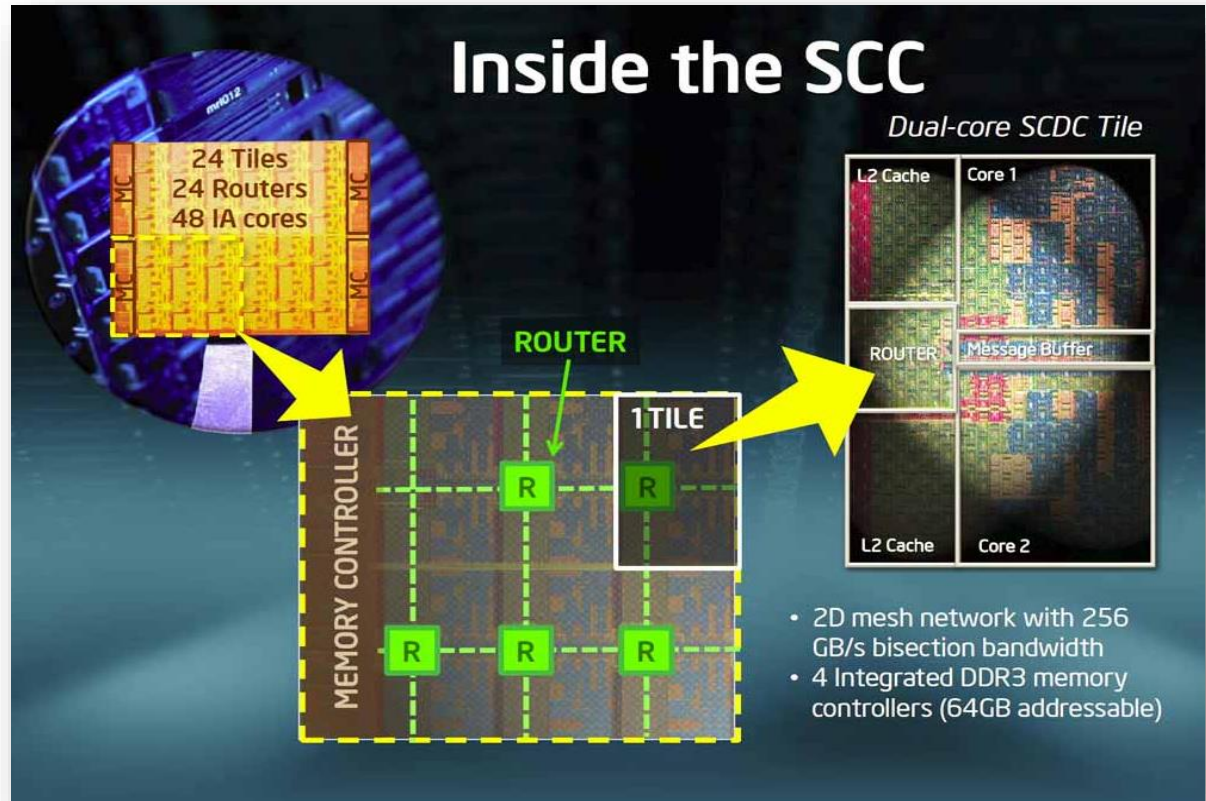 Inside the SCC
mrl012
24 Tiles
24 Routers
48 IA cores
MC
MC
MC
MC
Dual-core SCDC Tile
L2 Cache
Core 1
ROUTER
Message Buffer
L2 Cache
Core 2
ROUTER
1 TILE
MEMORY CONTROLLER
R
R
R
R
R
• 2D mesh network with 256
GB/s bisection bandwidth
• 4 Integrated DDR3 memory
controllers (64GB addressable)